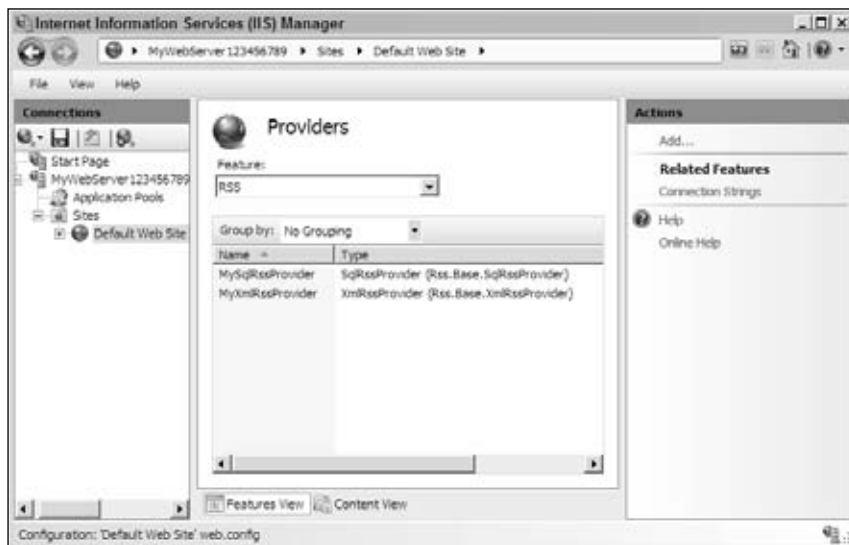 Internet Information Services (IIS) Manager
MyWebServer123456789 Sites Default Web Site
File View Help
Connections
Start Page
MyWebServer123456789
Application Pools
Sites
Default Web Site
Providers
Feature:
RSS
Group by: No Grouping
Name Type
MySqlRssProvider SqlRssProvider (Rss.Base.SqlRssProvider)
MyXmlRssProvider XmlRssProvider (Rss.Base.XmlRssProvider)
Features View Content View
Actions
Add...
Related Features
Connection Strings
Help
Online Help
Configuration: 'Default Web Site' web.config